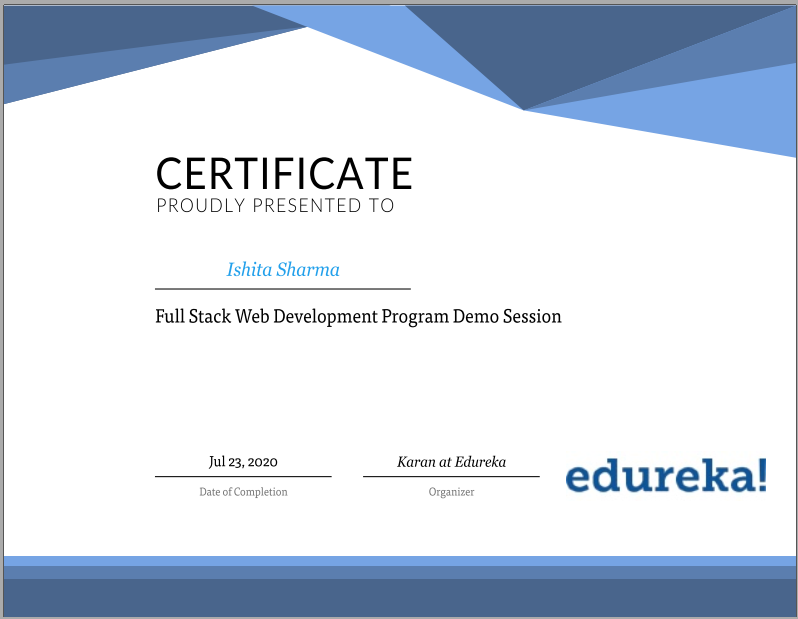 CERTIFICATE
PROUDLY PRESENTED TO
Ishita Sharma
Full Stack Web Development Program Demo Session
Jul 23, 2020
Date of Completion
Karan at Edureka
Organizer
edureka!